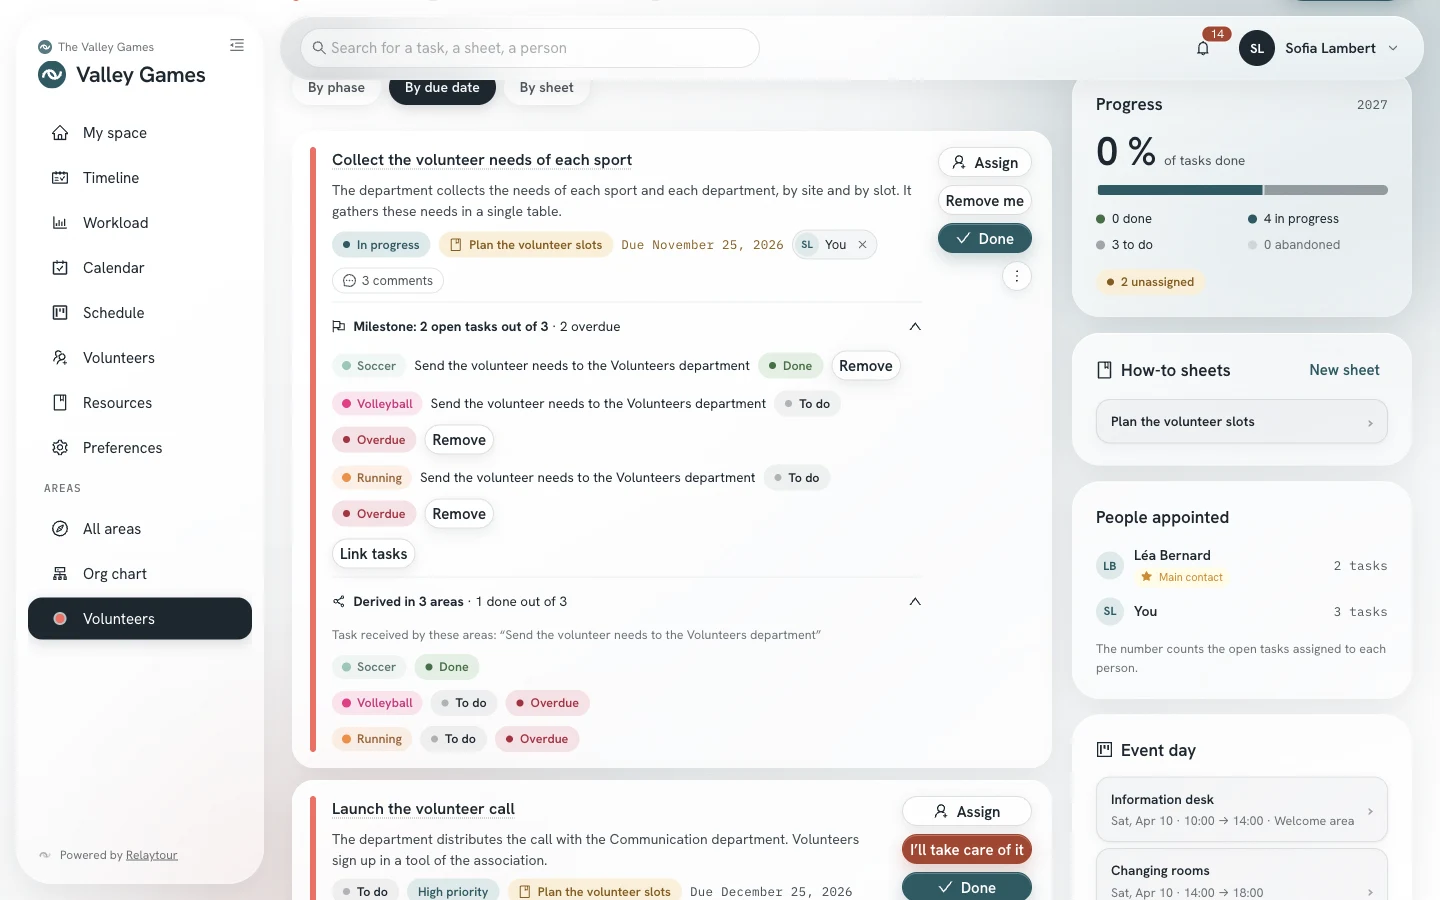 The Valley Games
Valley Games
My space
Timeline
Workload
Calendar
Schedule
Volunteers
Resources
Preferences
AREAS
All areas
Org chart
Volunteers
Powered by Relaytour
Search for a task, a sheet, a person
14
SL
Sofia Lambert
By phase
By due date
By sheet
Collect the volunteer needs of each sport
The department collects the needs of each sport and each department, by site and by slot. It
gathers these needs in a single table.
In progress
Plan the volunteer slots
Due November 25, 2026
SL You
3 comments
Assign
Remove me
Done
Milestone: 2 open tasks out of 3 · 2 overdue
Soccer Send the volunteer needs to the Volunteers department Done Remove
Volleyball Send the volunteer needs to the Volunteers department To do
Overdue Remove
Running Send the volunteer needs to the Volunteers department To do
Overdue Remove
Link tasks
Derived in 3 areas · 1 done out of 3
Task received by these areas: “Send the volunteer needs to the Volunteers department”
Soccer Done
Volleyball To do Overdue
Running To do Overdue
Launch the volunteer call
The department distributes the call with the Communication department. Volunteers
sign up in a tool of the association.
To do High priority Plan the volunteer slots Due December 25, 2026
Assign
I’ll take care of it
Done
Progress 2027
0 % of tasks done
0 done 4 in progress
3 to do 0 abandoned
2 unassigned
How-to sheets New sheet
Plan the volunteer slots
People appointed
LB Léa Bernard 2 tasks
Main contact
SL You 3 tasks
The number counts the open tasks assigned to each
person.
Event day
Information desk
Sat, Apr 10 · 10:00 → 14:00 · Welcome area
Changing rooms
Sat, Apr 10 · 14:00 → 18:00